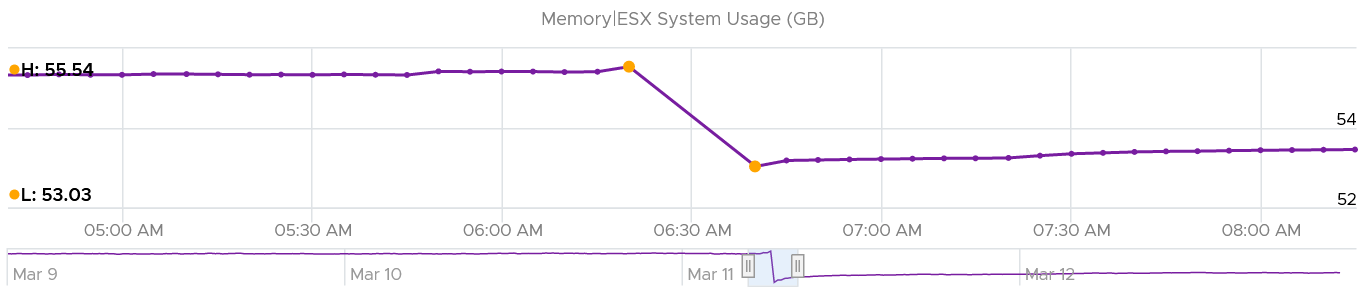 Memory|ESX System Usage (GB)
H: 55.54
54
L: 53.03
52
05:00 AM 05:30 AM 06:00 AM 06:30 AM 07:00 AM 07:30 AM 08:00 AM
Mar 9 Mar 10 Mar 11 Mar 12